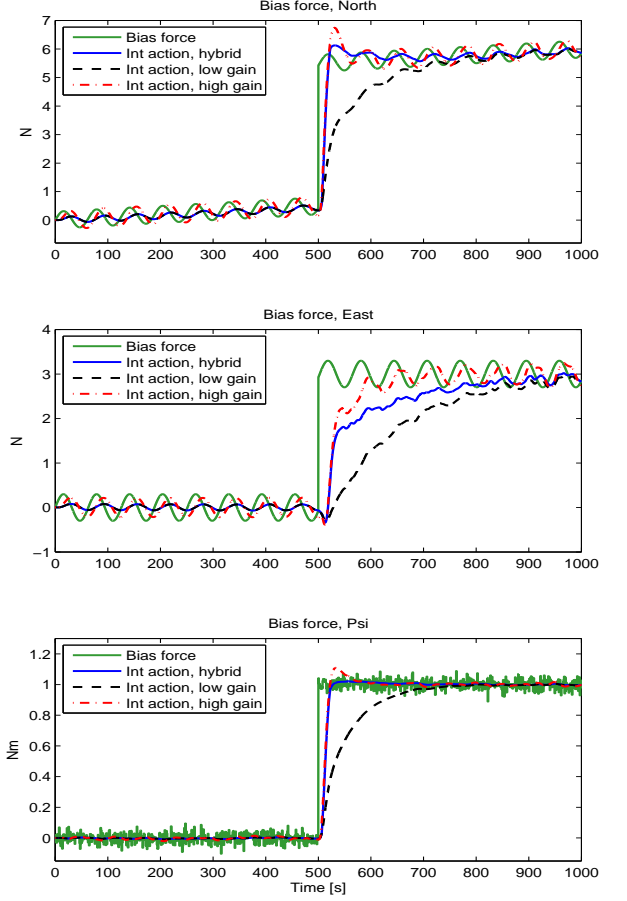 Bias force, North
7
6
5
4
3
2
1
0
N
Bias force
Int action, hybrid
Int action, low gain
Int action, high gain
0 100 200 300 400 500 600 700 800 900 1000
Bias force, East
4
3
2
1
0
−1
N
Bias force
Int action, hybrid
Int action, low gain
Int action, high gain
0 100 200 300 400 500 600 700 800 900 1000
Bias force, Psi
1.2
1
0.8
0.6
0.4
0.2
0
Nm
Bias force
Int action, hybrid
Int action, low gain
Int action, high gain
0 100 200 300 400 500 600 700 800 900 1000
Time [s]